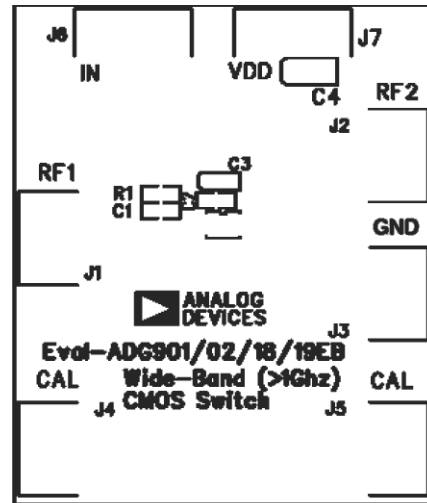 J6
J7
IN
VDD
C4
RF2
J2
RF1
C3
R1
C1
GND
J1
ANALOG
DEVICES
J3
Eval-ADG901/02/18/19EB
CAL
Wide-Band (>1Ghz)
CAL
J4
CMOS Switch
J5